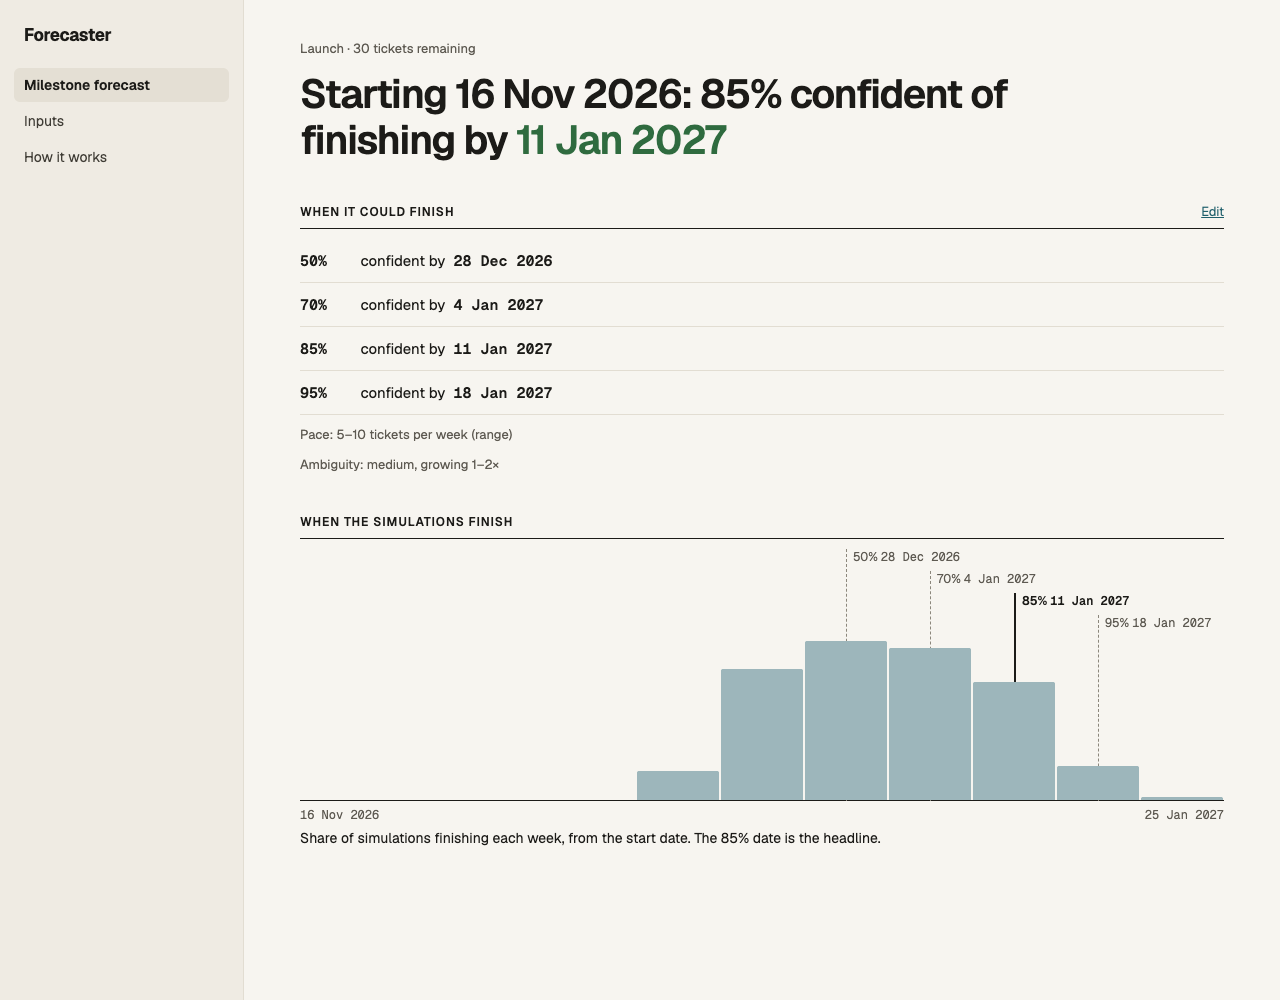 Forecaster
Milestone forecast
Inputs
How it works
Launch · 30 tickets remaining
Starting 16 Nov 2026: 85% confident of
finishing by 11 Jan 2027
WHEN IT COULD FINISH
Edit
50% confident by 28 Dec 2026
70% confident by 4 Jan 2027
85% confident by 11 Jan 2027
95% confident by 18 Jan 2027
Pace: 5–10 tickets per week (range)
Ambiguity: medium, growing 1–2×
WHEN THE SIMULATIONS FINISH
50% 28 Dec 2026
70% 4 Jan 2027
85% 11 Jan 2027
95% 18 Jan 2027
16 Nov 2026
25 Jan 2027
Share of simulations finishing each week, from the start date. The 85% date is the headline.